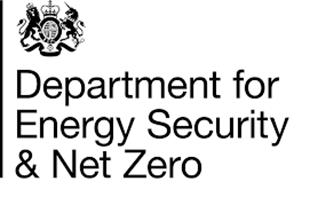 Department for
Energy Security
& Net Zero